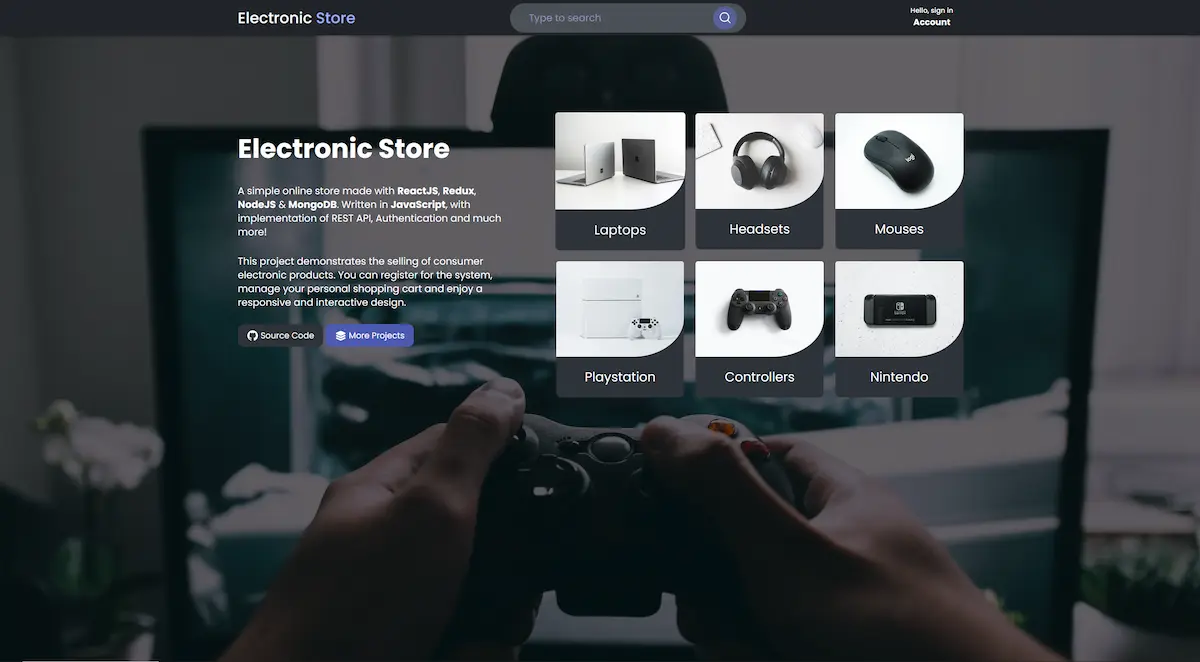 Electronic Store
Type to search
Hello, sign in
Account
Electronic Store
A simple online store made with ReactJS, Redux,
NodeJS & MongoDB. Written in JavaScript, with
implementation of REST API, Authentication and much
more!
This project demonstrates the selling of consumer
electronic products. You can register for the system,
manage your personal shopping cart and enjoy a
responsive and interactive design.
Source Code
More Projects
Laptops
Headsets
Mouses
Playstation
Controllers
Nintendo